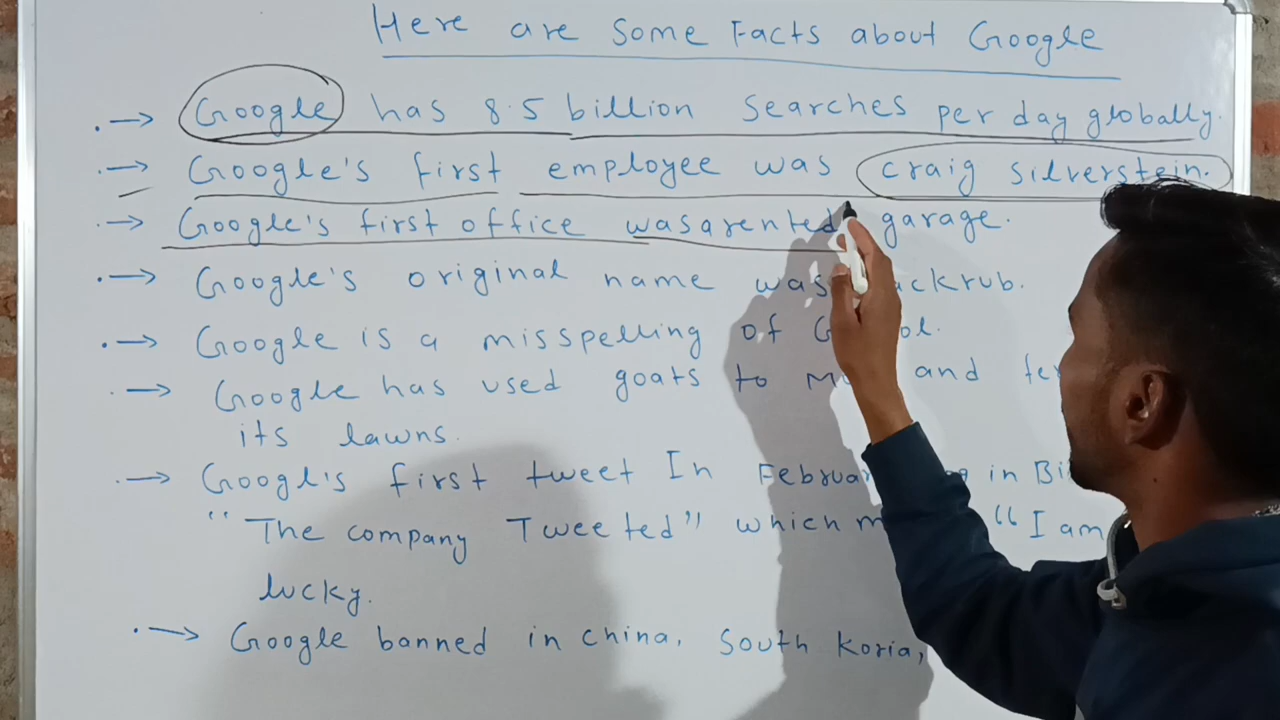 Here are some Facts about Google
.→ Google has 8.5 billion searches per day globally.
.→ Google's first employee was craig silverstein.
→ Google's first office wasarented garage.
.→ Google's original name was ackrub.
.→ Google is a misspelling of
.→ Google has used goats to and
its lawns.
.→ Google's first tweet In in
"The company Tweeted" which "I am
lucky.
.→ Google banned in china, South Koria,